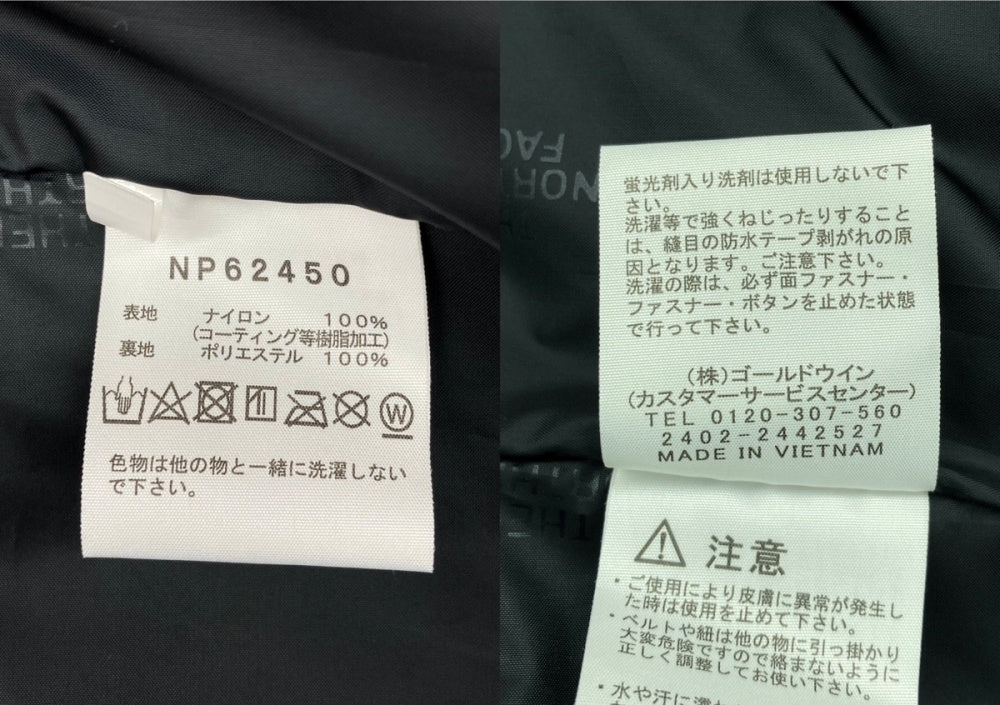 NP62450
表地 ナイロン 100%
(コーティング等樹脂加工)
裏地 ポリエステル 100%
W
色物は他の物と一緒に洗濯しない
で下さい。
THE
NORTH
FACE
蛍光剤入り洗剤は使用しないで下
さい。
洗濯等で強くねじったりすること
は、縫目の防水テープ剥がれの原
因となります。ご注意下さい。
洗濯の際は、必ず面ファスナー・
ファスナー・ボタンを止めた状態
で行って下さい。
(株)ゴールドウイン
(カスタマーサービスセンター)
TEL 0120-307-560
2402-2442527
MADE IN VIETNAM
注意
・ご使用により皮膚に異常が発生し
た時は使用を止めて下さい。
・ベルトや紐は他の物に引っ掛かり
大変危険ですので絡まないように
正しく調整してお使い下さい。
・水や汗に濡